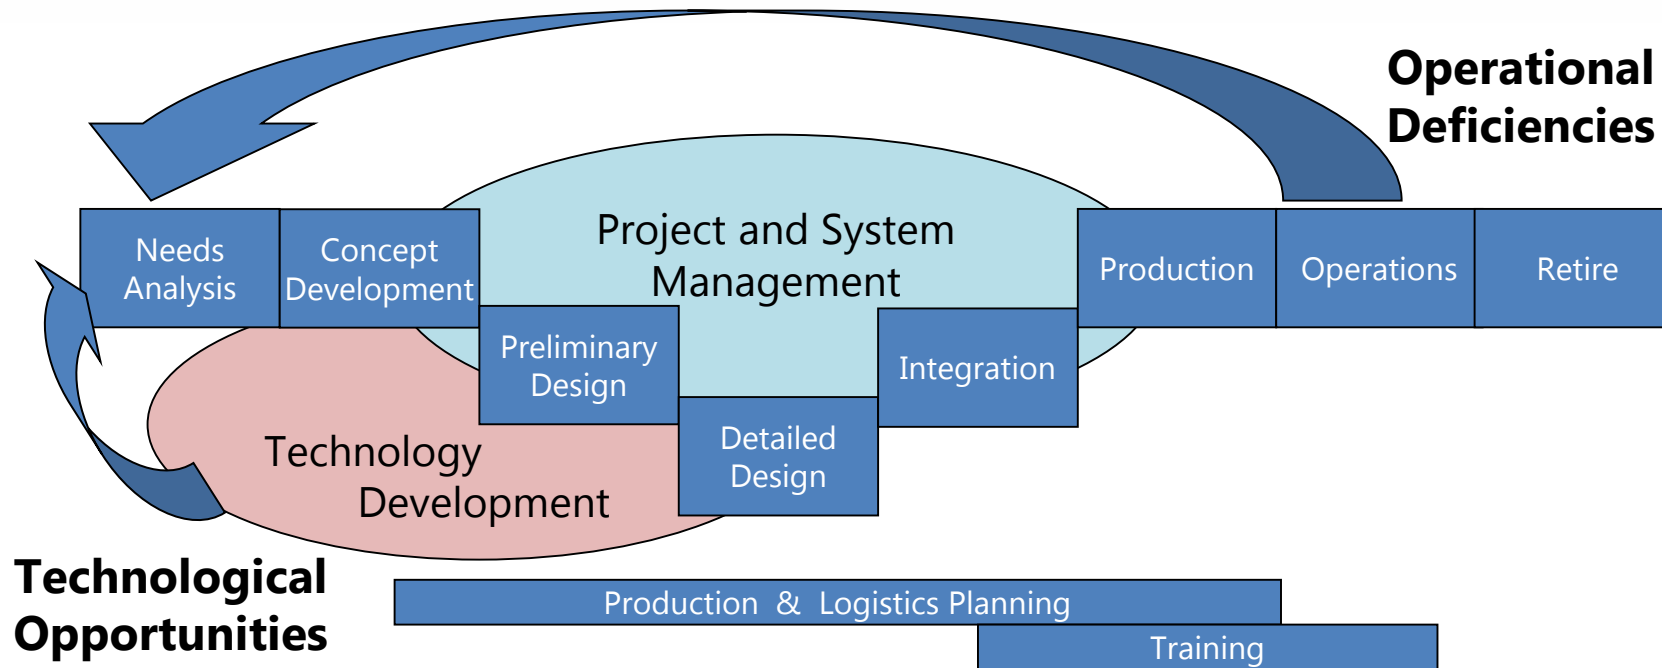 Operational
Deficiencies
Project and System
Management
Needs
Analysis
Concept
Development
Production
Operations
Retire
Preliminary
Design
Integration
Detailed
Design
Technology
Development
Technological
Opportunities
Production & Logistics Planning
Training